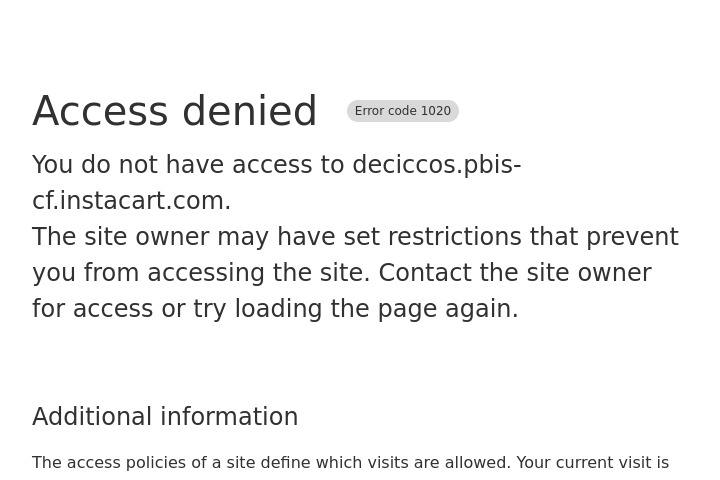 Access denied Error code 1020
You do not have access to deciccos.pbis-
cf.instacart.com.
The site owner may have set restrictions that prevent
you from accessing the site. Contact the site owner
for access or try loading the page again.
Additional information
The access policies of a site define which visits are allowed. Your current visit is